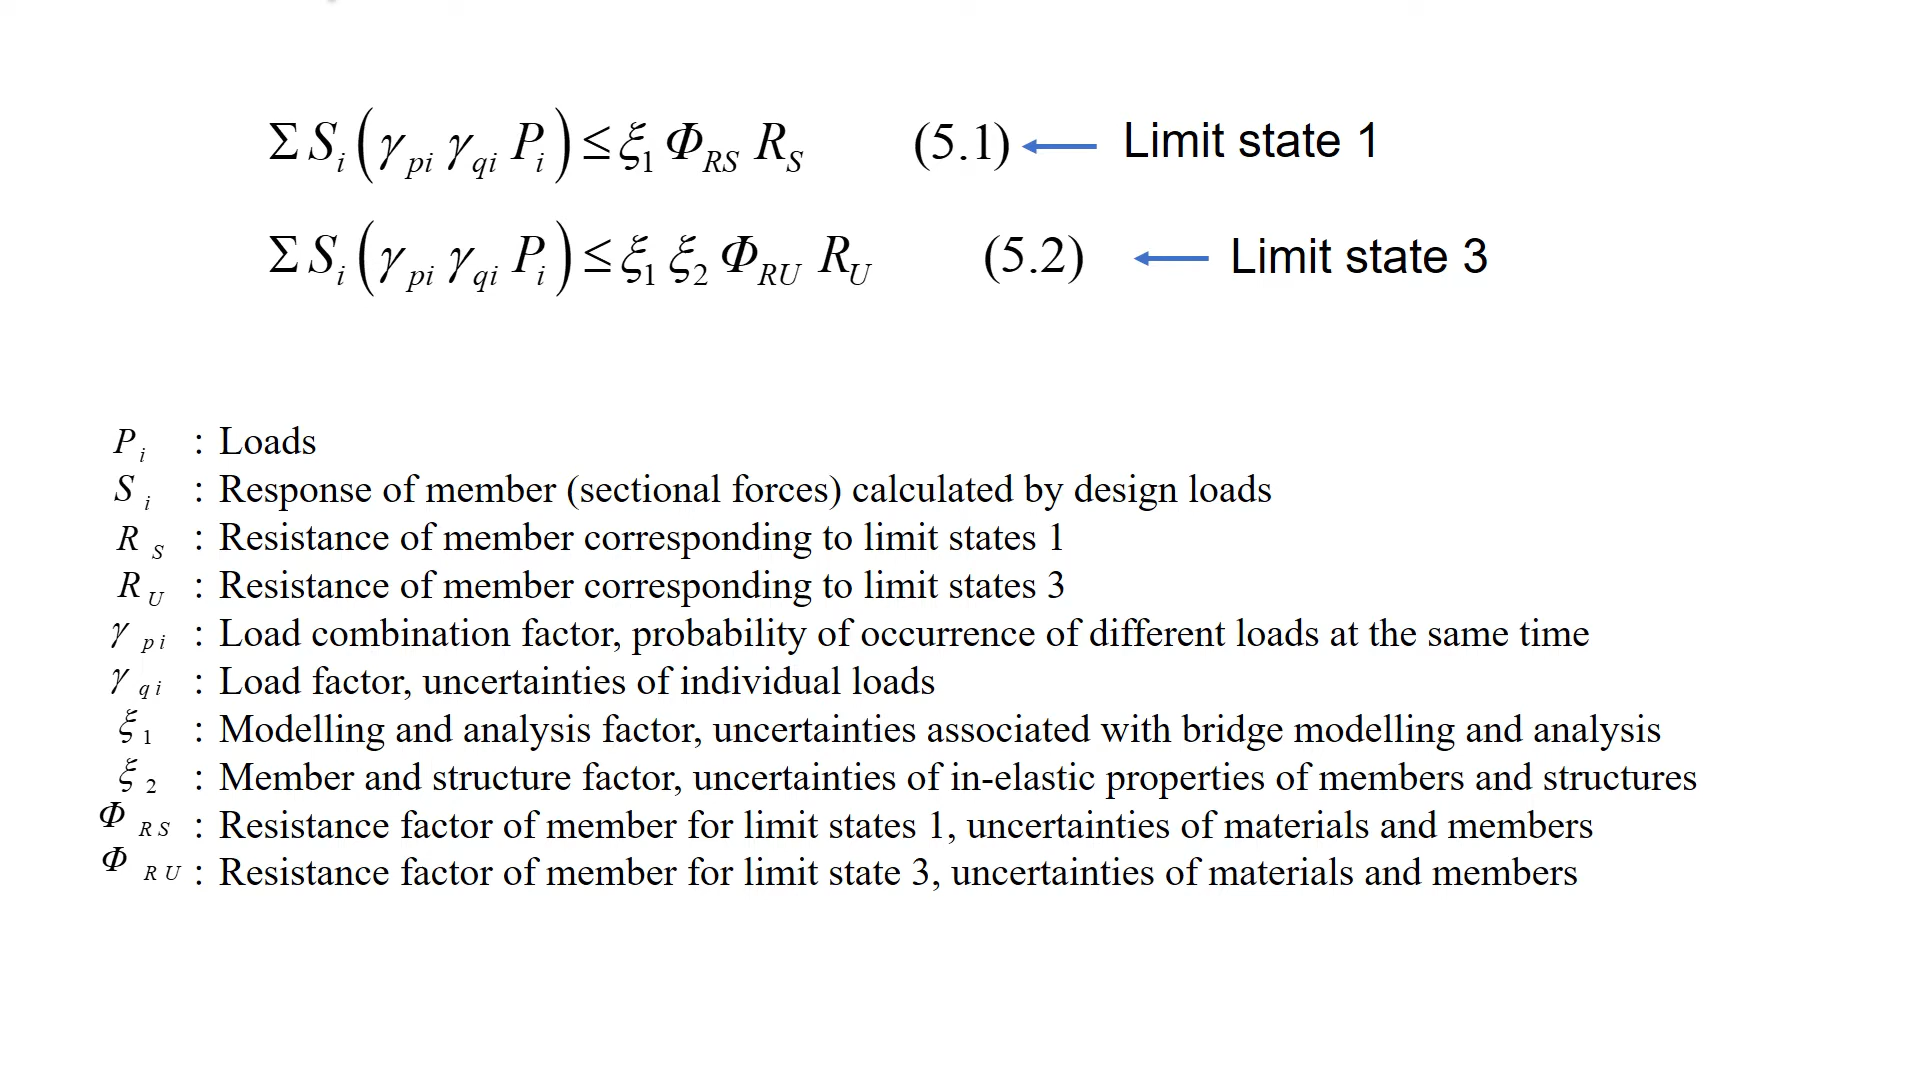 Σ S_i (γ_pi γ_qi P_i) ≤ ξ_1 Φ_RS R_S (5.1) Limit state 1
Σ S_i (γ_pi γ_qi P_i) ≤ ξ_1 ξ_2 Φ_RU R_U (5.2) Limit state 3
P_i : Loads
S_i : Response of member (sectional forces) calculated by design loads
R_S : Resistance of member corresponding to limit states 1
R_U : Resistance of member corresponding to limit states 3
γ_pi : Load combination factor, probability of occurrence of different loads at the same time
γ_qi : Load factor, uncertainties of individual loads
ξ_1 : Modelling and analysis factor, uncertainties associated with bridge modelling and analysis
ξ_2 : Member and structure factor, uncertainties of in-elastic properties of members and structures
Φ_RS : Resistance factor of member for limit states 1, uncertainties of materials and members
Φ_RU : Resistance factor of member for limit state 3, uncertainties of materials and members